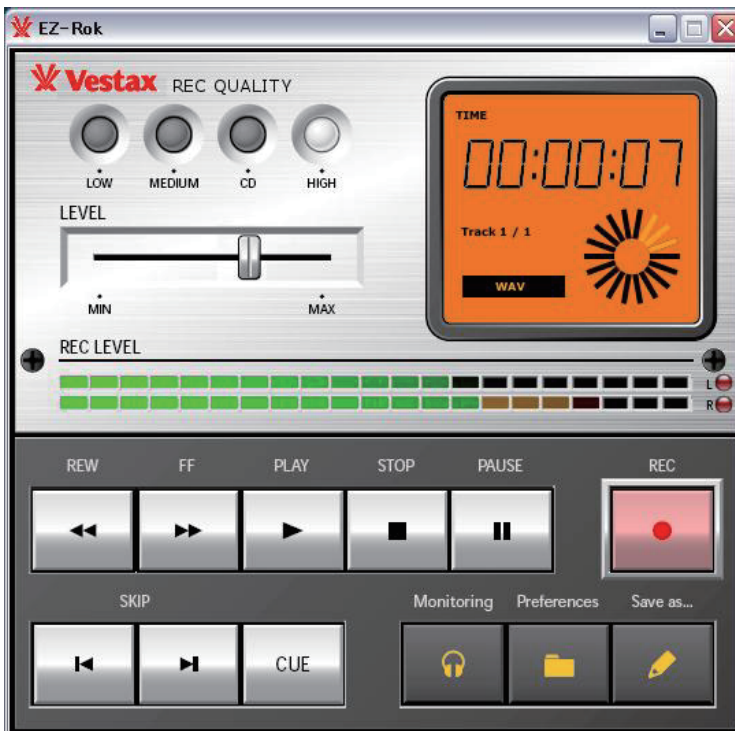 EZ-Rok
Vestax REC QUALITY
LOW MEDIUM CD HIGH
LEVEL
MIN MAX
TIME
00:00:07
Track 1 / 1
WAV
REC LEVEL
L
R
REW FF PLAY STOP PAUSE REC
SKIP Monitoring Preferences Save as...
CUE